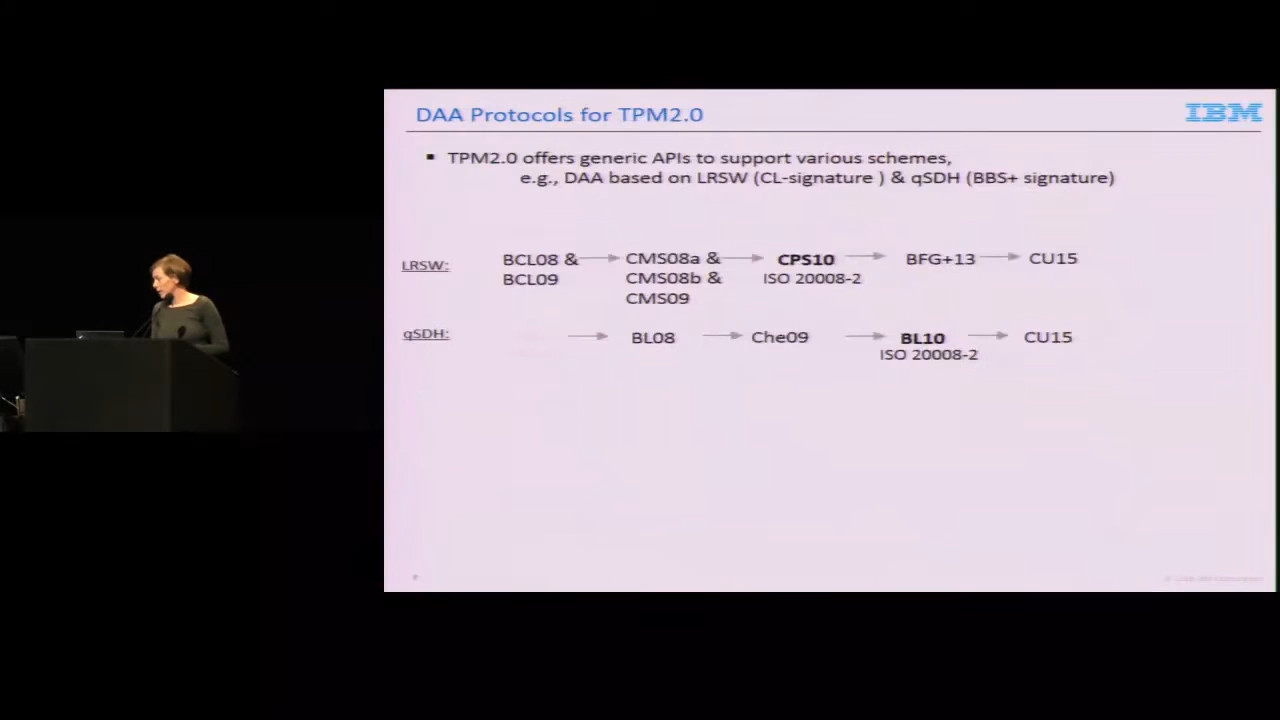 DAA Protocols for TPM2.0
IBM
▪ TPM2.0 offers generic APIs to support various schemes,
e.g., DAA based on LRSW (CL-signature ) & qSDH (BBS+ signature)
LRSW:
BCL08 & → CMS08a & → CPS10 → BFG+13 → CU15
BCL09 CMS08b & ISO 20008-2
CMS09
qSDH:
→ BL08 → Che09 → BL10 → CU15
ISO 20008-2